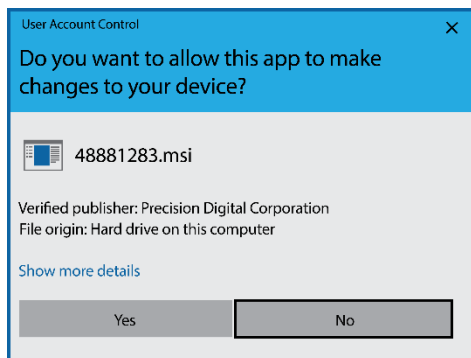 User Account Control
Do you want to allow this app to make
changes to your device?
48881283.msi
Verified publisher: Precision Digital Corporation
File origin: Hard drive on this computer
Show more details
Yes
No